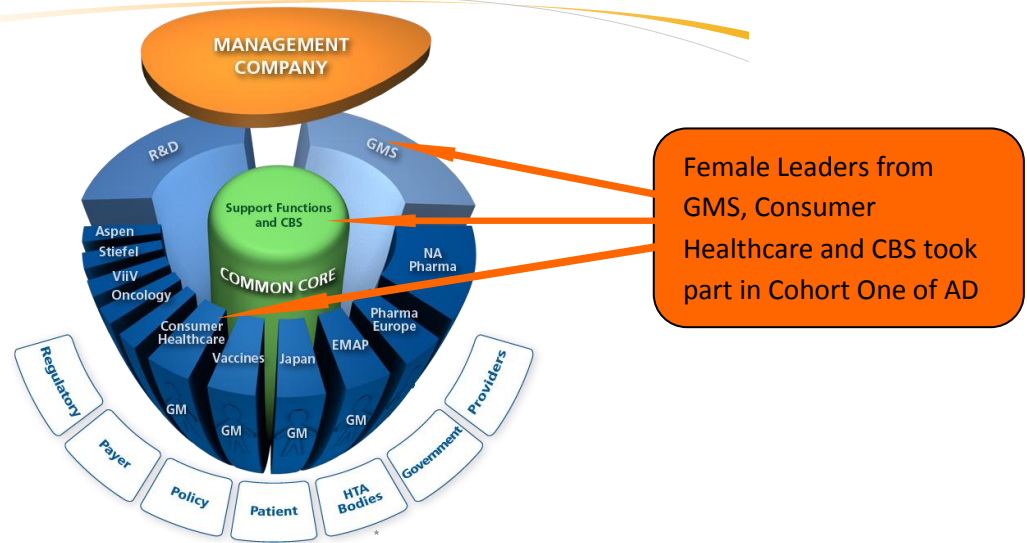 MANAGEMENT
COMPANY
R&D
GMS
Support Functions
and CBS
COMMON CORE
Aspen
Stiefel
ViiV
Oncology
Consumer
Healthcare
Vaccines
Japan
EMAP
Pharma
Europe
NA
Pharma
GM
GM
GM
GM
Regulatory
Payer
Policy
Patient
HTA
Bodies
Government
Providers
*
Female Leaders from
GMS, Consumer
Healthcare and CBS took
part in Cohort One of AD